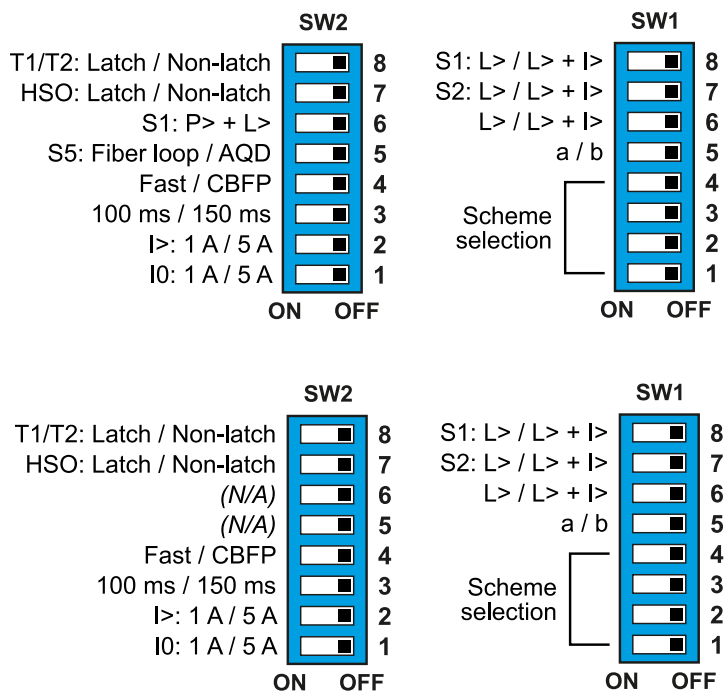 SW2
T1/T2: Latch / Non-latch 8
HSO: Latch / Non-latch 7
S1: P> + L> 6
S5: Fiber loop / AQD 5
Fast / CBFP 4
100 ms / 150 ms 3
I>: 1 A / 5 A 2
I0: 1 A / 5 A 1
ON OFF
SW1
S1: L> / L> + I> 8
S2: L> / L> + I> 7
L> / L> + I> 6
a / b 5
4
Scheme 3
selection 2
1
ON OFF
SW2
T1/T2: Latch / Non-latch 8
HSO: Latch / Non-latch 7
(N/A) 6
(N/A) 5
Fast / CBFP 4
100 ms / 150 ms 3
I>: 1 A / 5 A 2
I0: 1 A / 5 A 1
ON OFF
SW1
S1: L> / L> + I> 8
S2: L> / L> + I> 7
L> / L> + I> 6
a / b 5
4
Scheme 3
selection 2
1
ON OFF